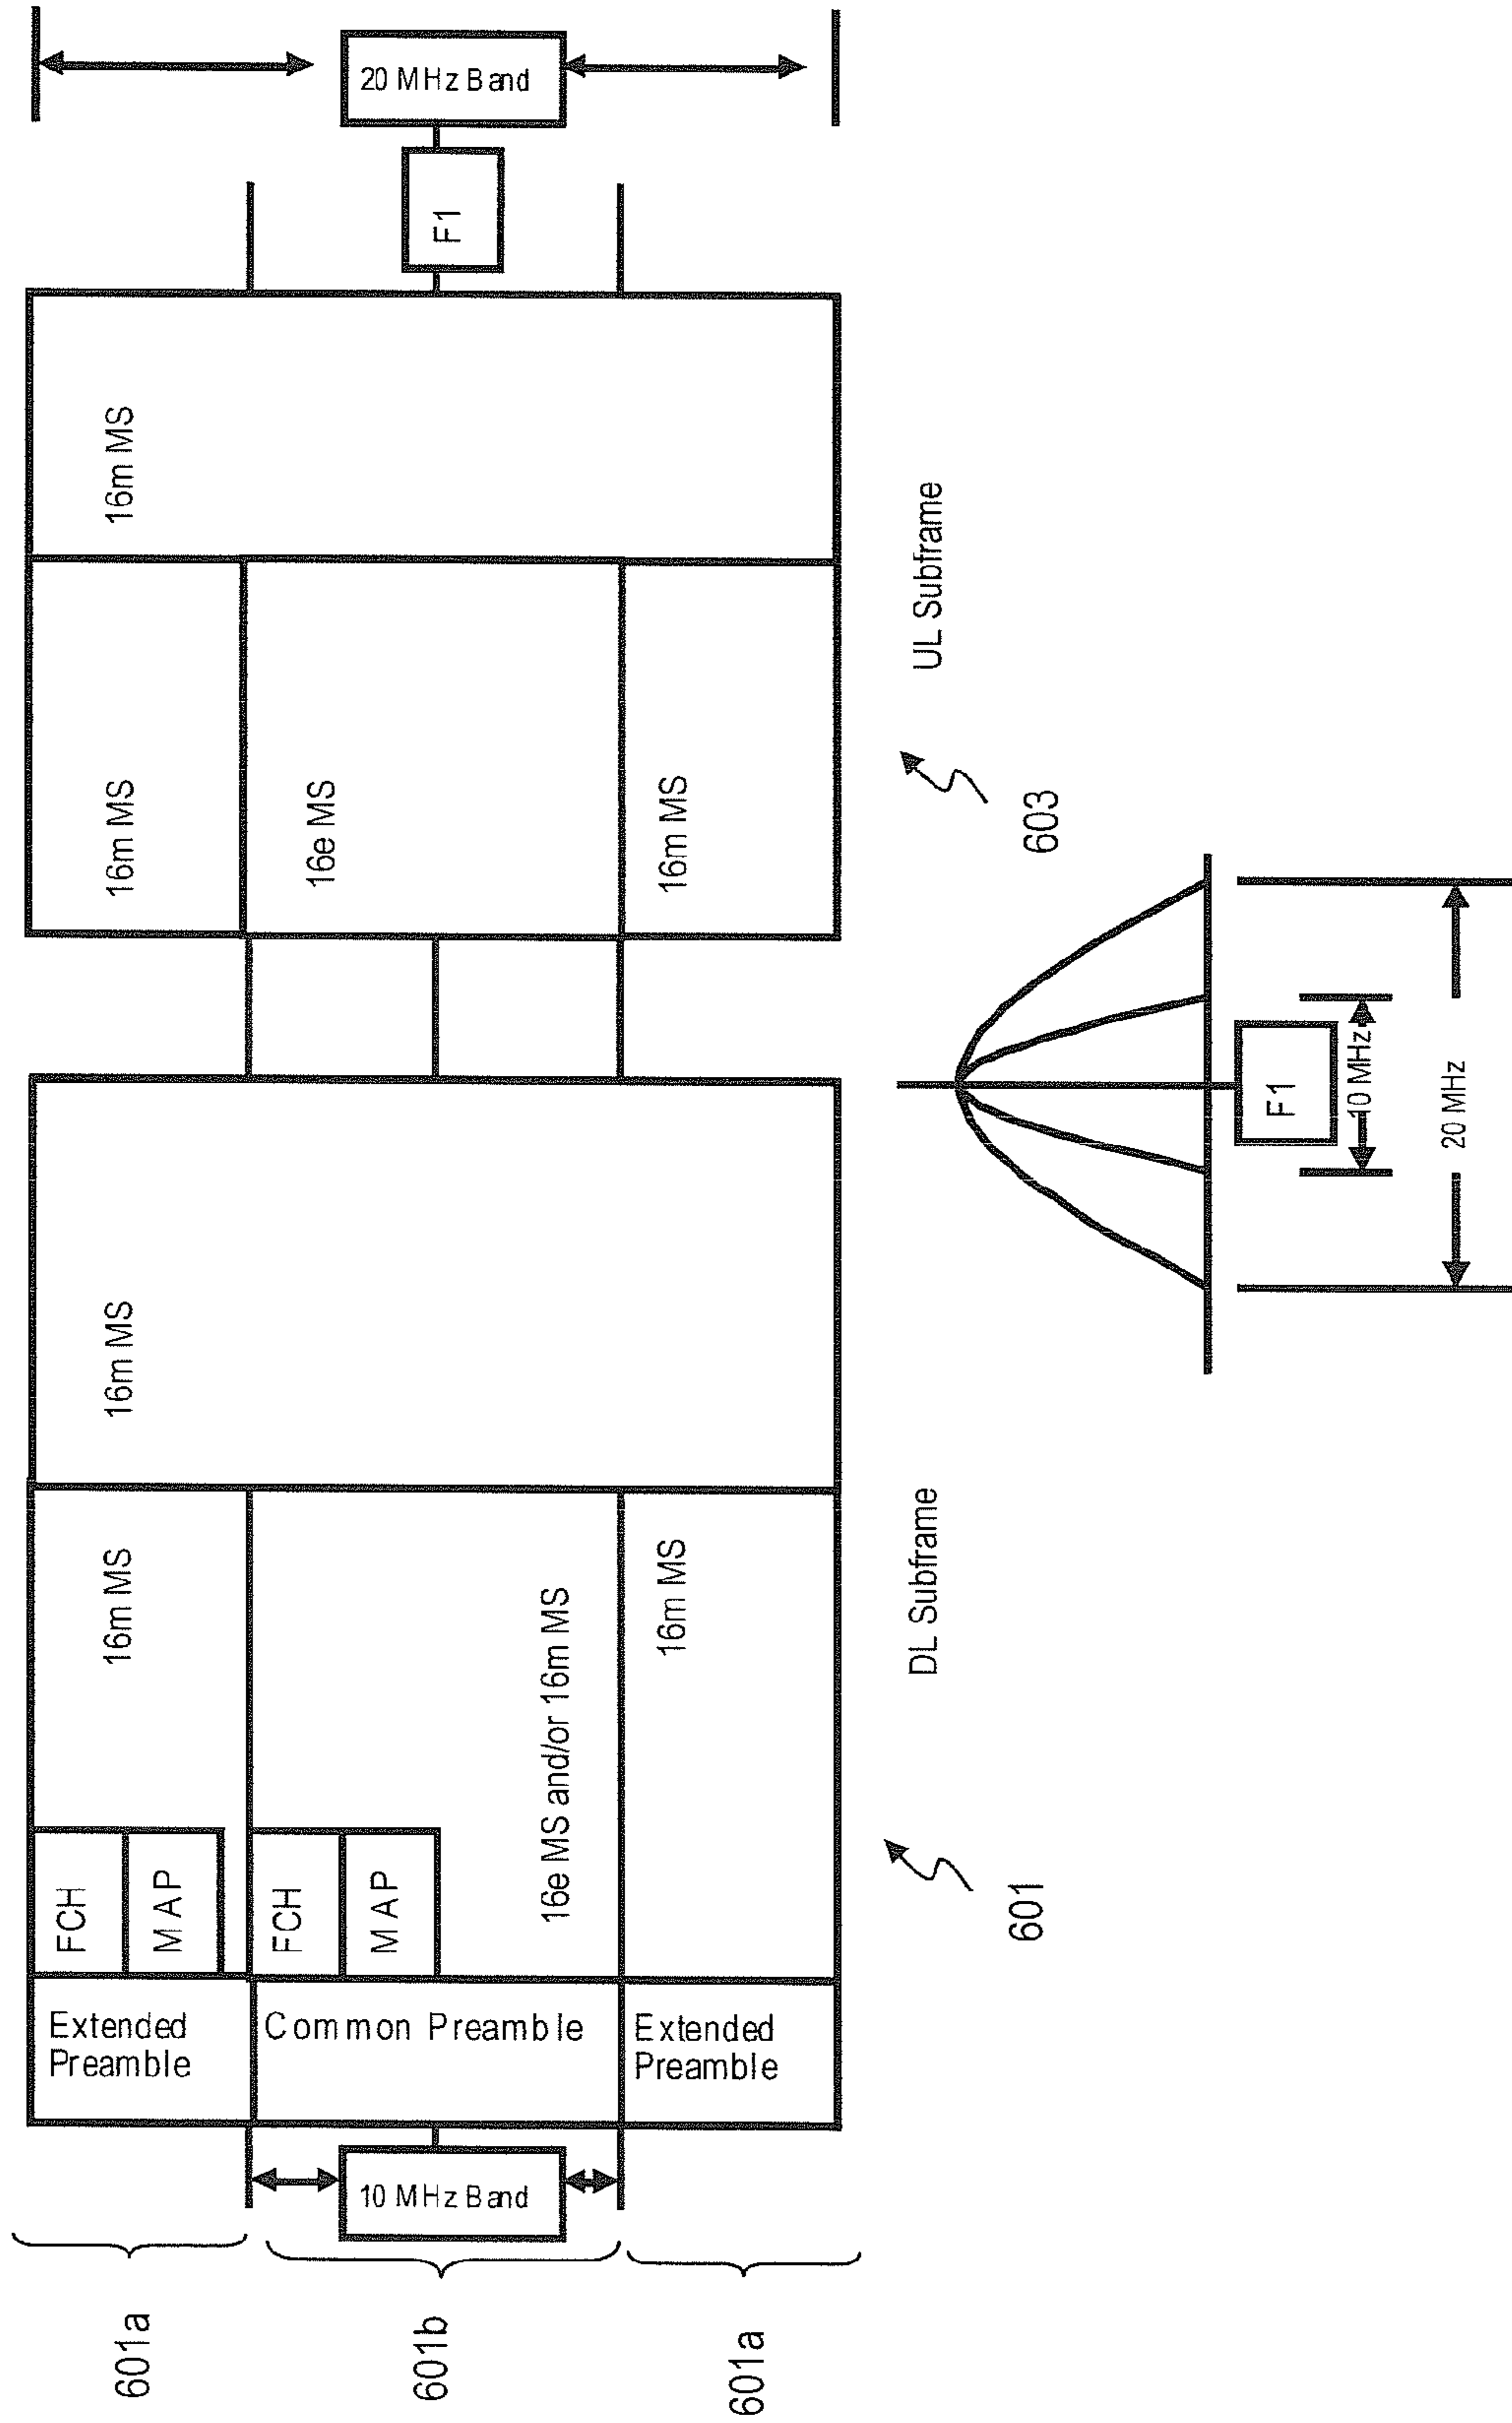 601a
601b
601a
10 MHz Band
Extended
Preamble
Common Preamble
Extended
Preamble
FCH
MAP
FCH
MAP
16m MS
16e MS and/or 16m MS
16m MS
16m MS
16m MS
16e MS
16m MS
16m MS
F1
20 MHz Band
601
DL Subframe
603
UL Subframe
F1
10 MHz
20 MHz